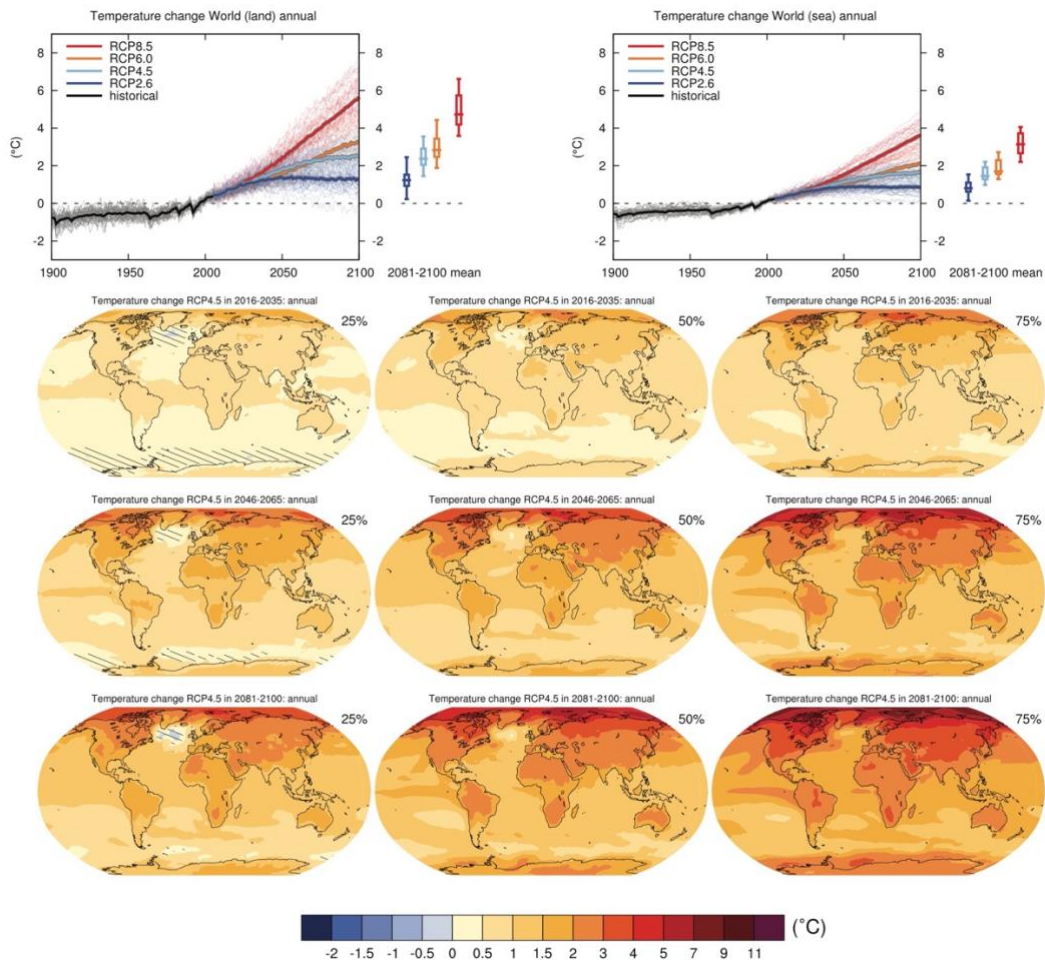 Temperature change World (land) annual
8
6
4
2
0
-2
(°C)
RCP8.5
RCP6.0
RCP4.5
RCP2.6
historical
8
6
4
2
0
-2
1900 1950 2000 2050 2100
2081-2100 mean
Temperature change World (sea) annual
8
6
4
2
0
-2
(°C)
RCP8.5
RCP6.0
RCP4.5
RCP2.6
historical
8
6
4
2
0
-2
1900 1950 2000 2050 2100
2081-2100 mean
Temperature change RCP4.5 in 2016-2035: annual
25%
Temperature change RCP4.5 in 2016-2035: annual
50%
Temperature change RCP4.5 in 2016-2035: annual
75%
Temperature change RCP4.5 in 2046-2065: annual
25%
Temperature change RCP4.5 in 2046-2065: annual
50%
Temperature change RCP4.5 in 2046-2065: annual
75%
Temperature change RCP4.5 in 2081-2100: annual
25%
Temperature change RCP4.5 in 2081-2100: annual
50%
Temperature change RCP4.5 in 2081-2100: annual
75%
(°C)
-2 -1.5 -1 -0.5 0 0.5 1 1.5 2 3 4 5 7 9 11